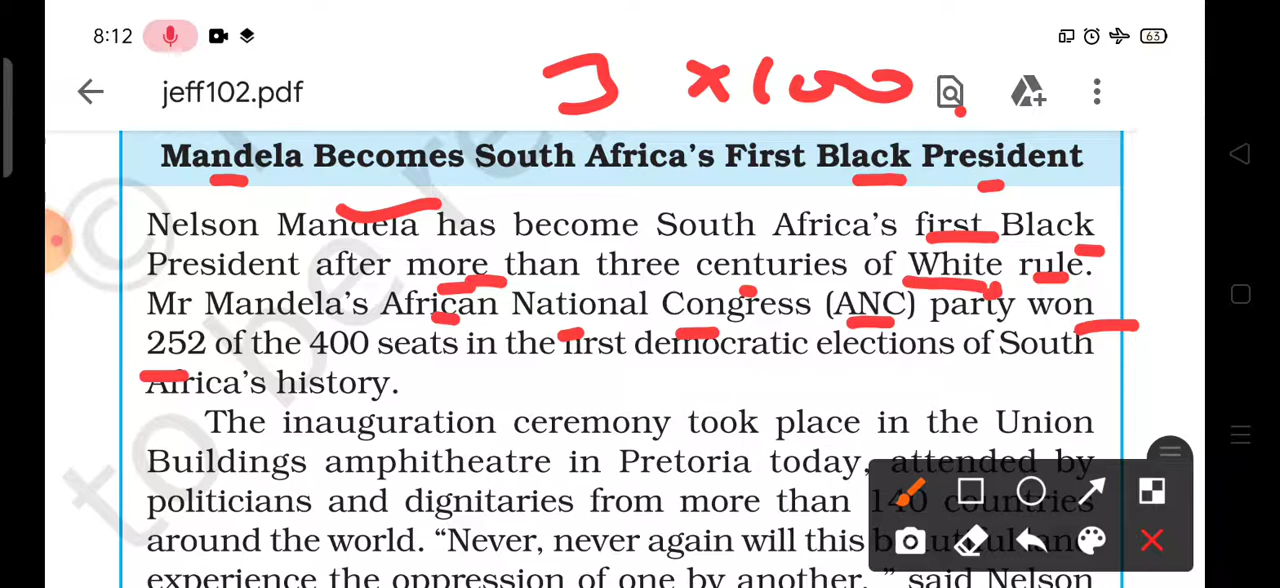 8:12
63
3 ×100
jeff102.pdf
Mandela Becomes South Africa's First Black President
Nelson Mandela has become South Africa's first Black
President after more than three centuries of White rule.
Mr Mandela's African National Congress (ANC) party won
252 of the 400 seats in the first democratic elections of South
Africa's history.
The inauguration ceremony took place in the Union
Buildings amphitheatre in Pretoria today, attended by
politicians and dignitaries from more than 140 countries
around the world. “Never, never again will this beautiful land
experience the oppression of one by another, ” said Nelson